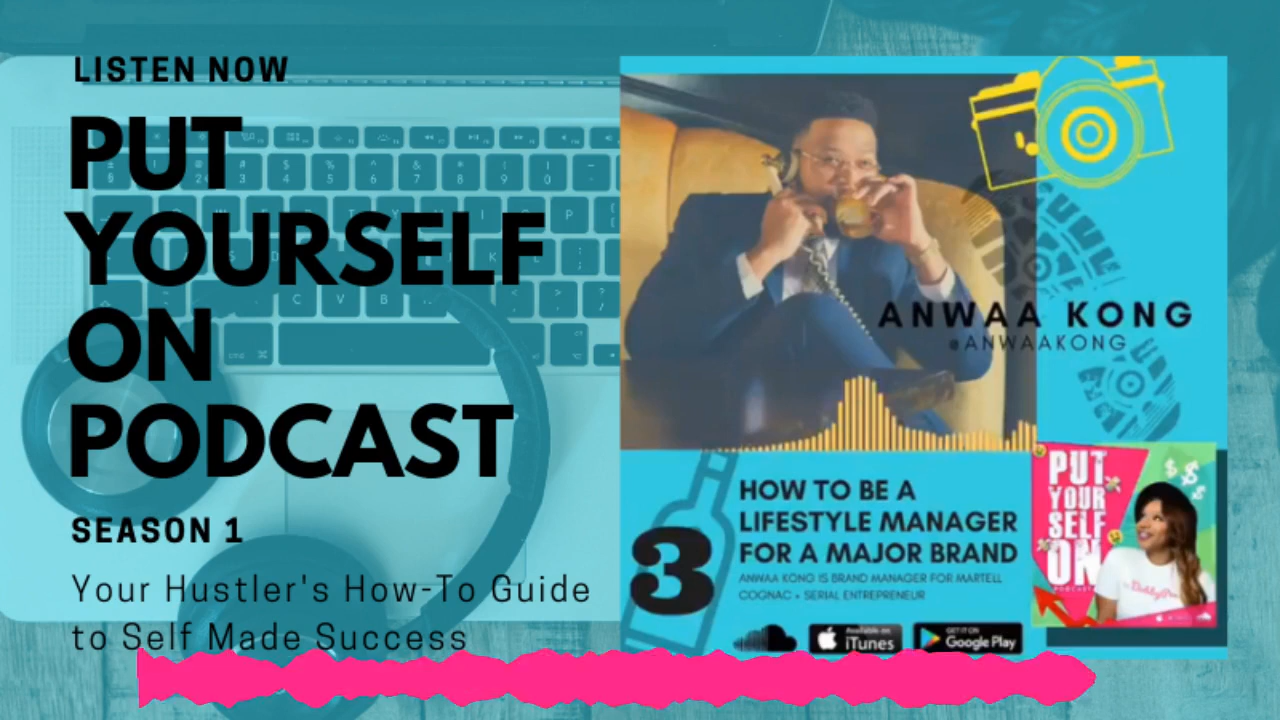 LISTEN NOW
PUT
YOURSELF
ON
PODCAST
SEASON 1
Your Hustler's How-To Guide
to Self Made Success
ANWAA KONG
@ANWAAKONG
3
HOW TO BE A
LIFESTYLE MANAGER
FOR A MAJOR BRAND
ANWAA KONG IS BRAND MANAGER FOR MARTELL
COGNAC + SERIAL ENTREPRENEUR
Available on
iTunes
GET IT ON
Google Play
PUT
YOUR
SELF
ON
PODCAST